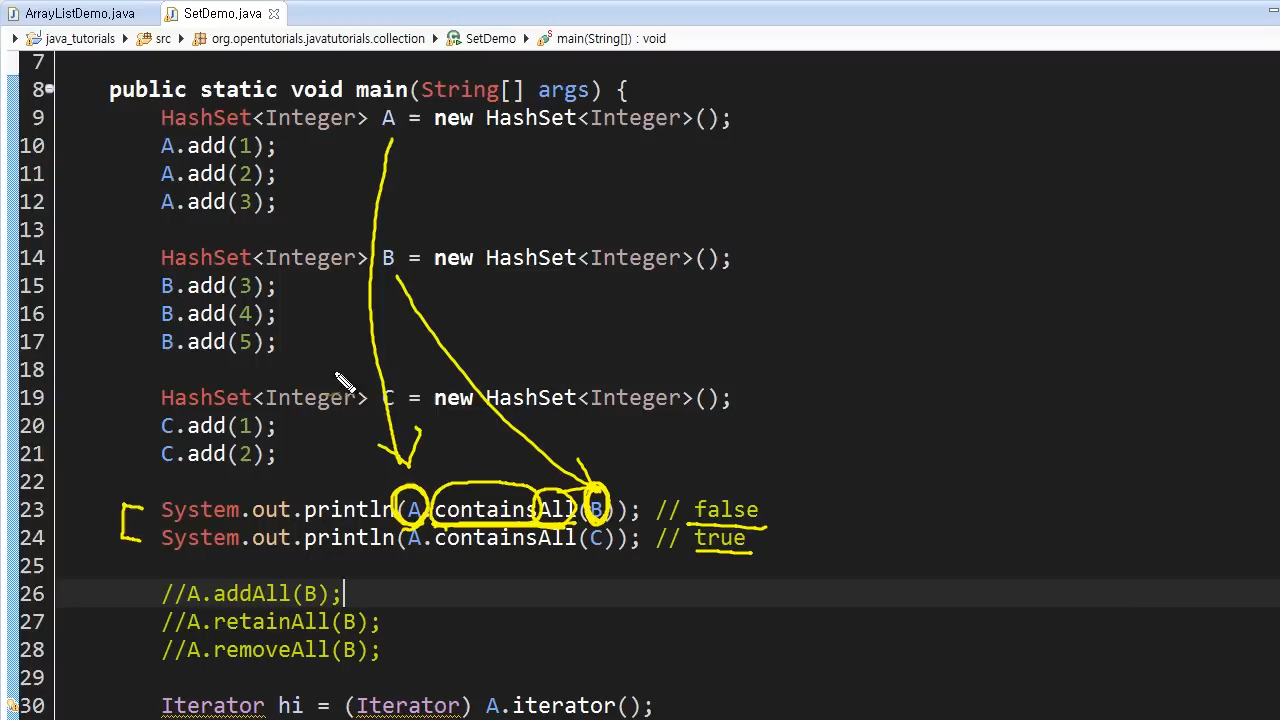 ArrayListDemo.java SetDemo.java
java_tutorials src org.opentutorials.javatutorials.collection SetDemo main(String[]) : void
7
8 public static void main(String[] args) {
9 HashSet<Integer> A = new HashSet<Integer>();
10 A.add(1);
11 A.add(2);
12 A.add(3);
13
14 HashSet<Integer> B = new HashSet<Integer>();
15 B.add(3);
16 B.add(4);
17 B.add(5);
18
19 HashSet<Integer> C = new HashSet<Integer>();
20 C.add(1);
21 C.add(2);
22
23 System.out.println(A.containsAll(B)); // false
24 System.out.println(A.containsAll(C)); // true
25
26 //A.addAll(B);
27 //A.retainAll(B);
28 //A.removeAll(B);
29
30 Iterator hi = (Iterator) A.iterator();